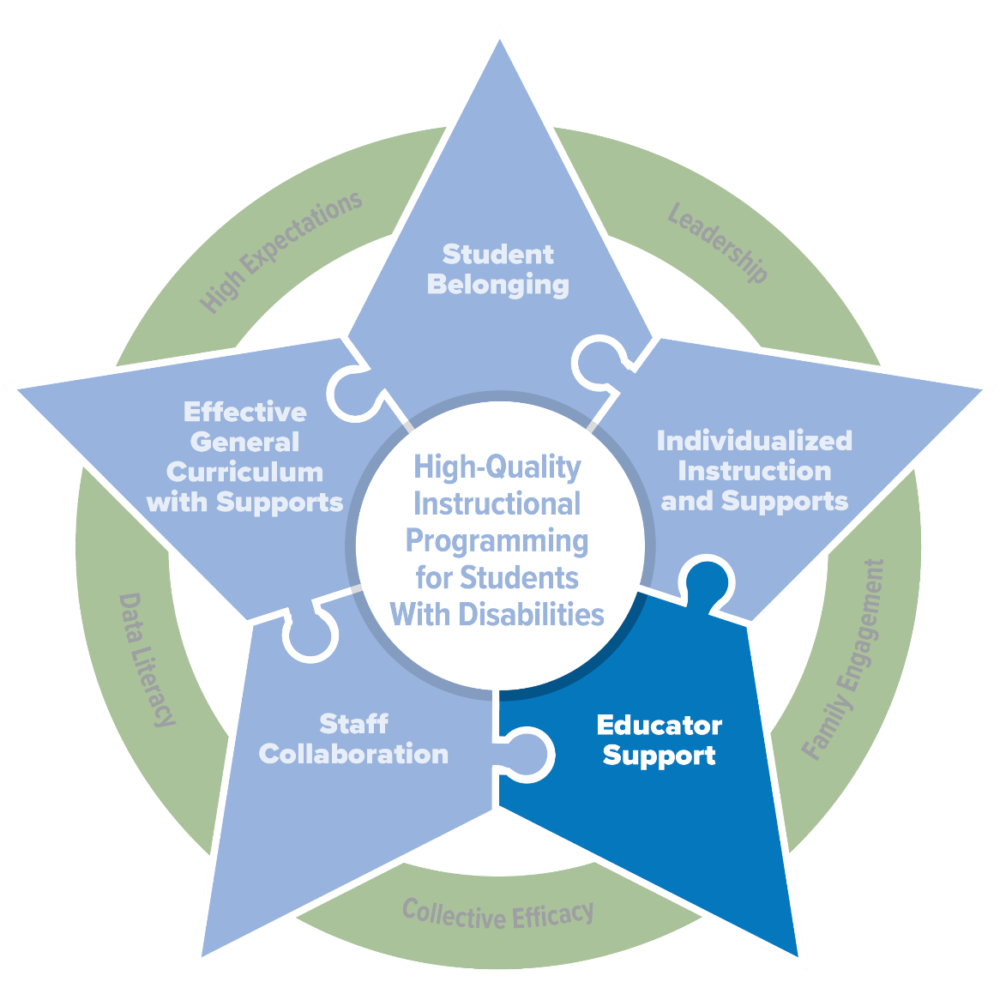 High Expectations
Leadership
Student
Belonging
Effective
General
Curriculum
with Supports
Individualized
Instruction
and Supports
High-Quality
Instructional
Programming
for Students
With Disabilities
Data Literacy
Family Engagement
Staff
Collaboration
Educator
Support
Collective Efficacy